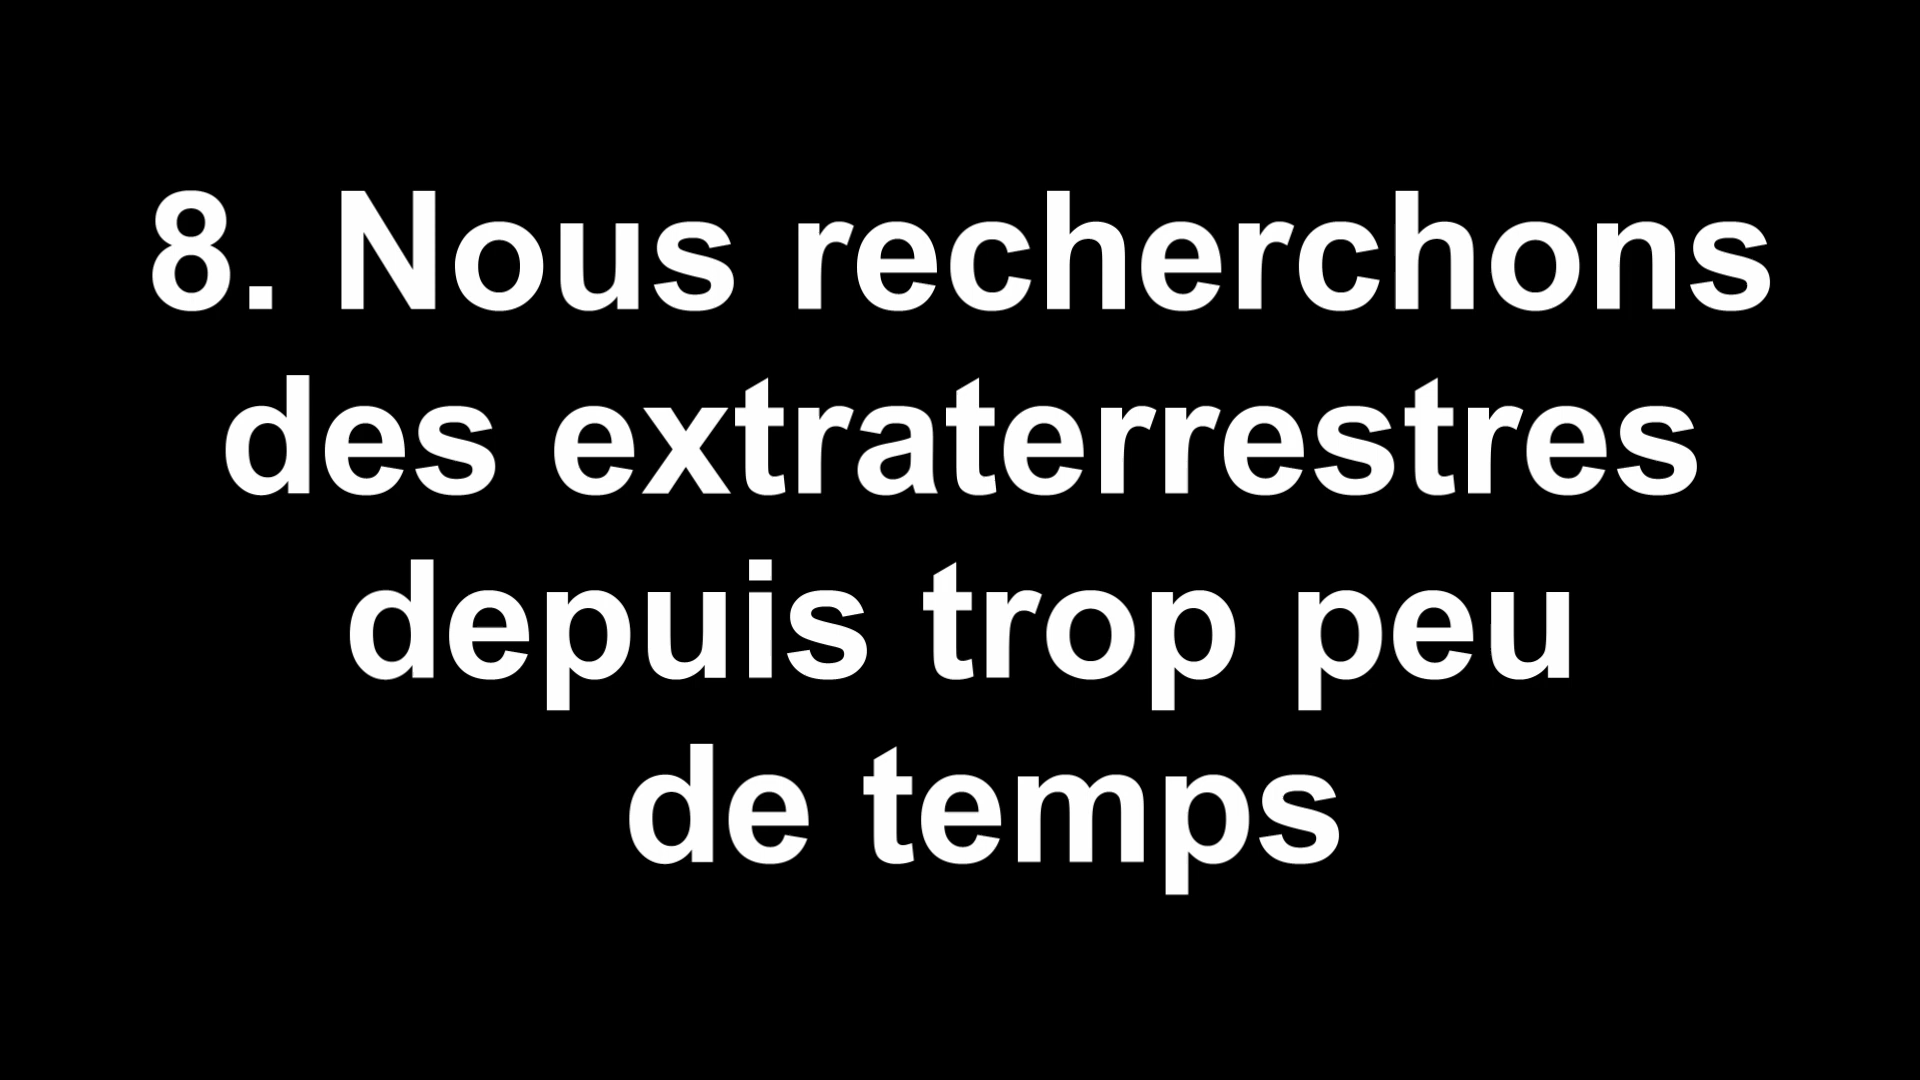 8. Nous recherchons
des extraterrestres
depuis trop peu
de temps